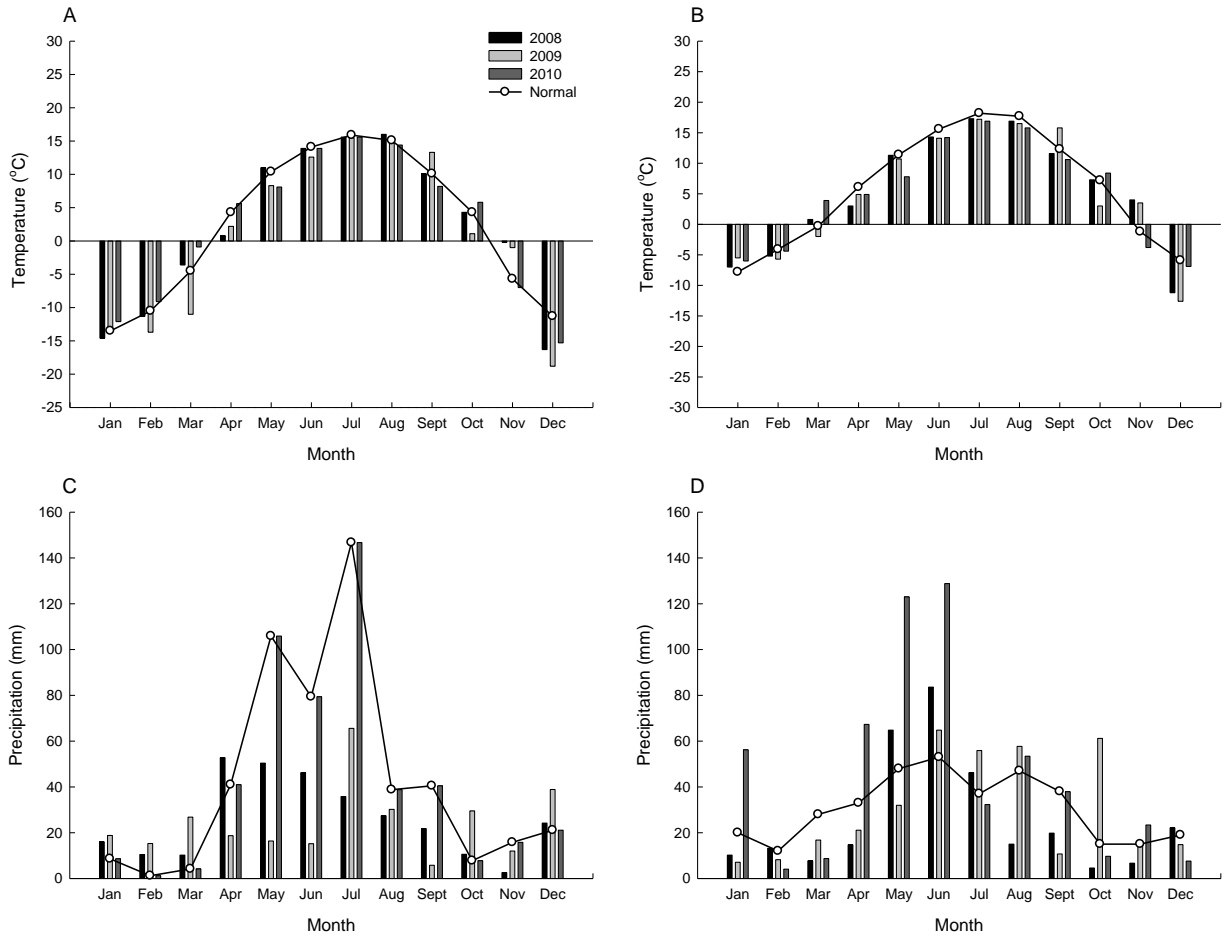 A
2008
2009
2010
Normal
30
25
20
15
10
5
0
-5
-10
-15
-20
-25
Temperature (°C)
Jan Feb Mar Apr May Jun Jul Aug Sept Oct Nov Dec
Month
B
30
25
20
15
10
5
0
-5
-10
-15
-20
-25
-30
Temperature (°C)
Jan Feb Mar Apr May Jun Jul Aug Sept Oct Nov Dec
Month
C
160
140
120
100
80
60
40
20
0
Precipitation (mm)
Jan Feb Mar Apr May Jun Jul Aug Sept Oct Nov Dec
Month
D
160
140
120
100
80
60
40
20
0
Precipitation (mm)
Jan Feb Mar Apr May Jun Jul Aug Sept Oct Nov Dec
Month